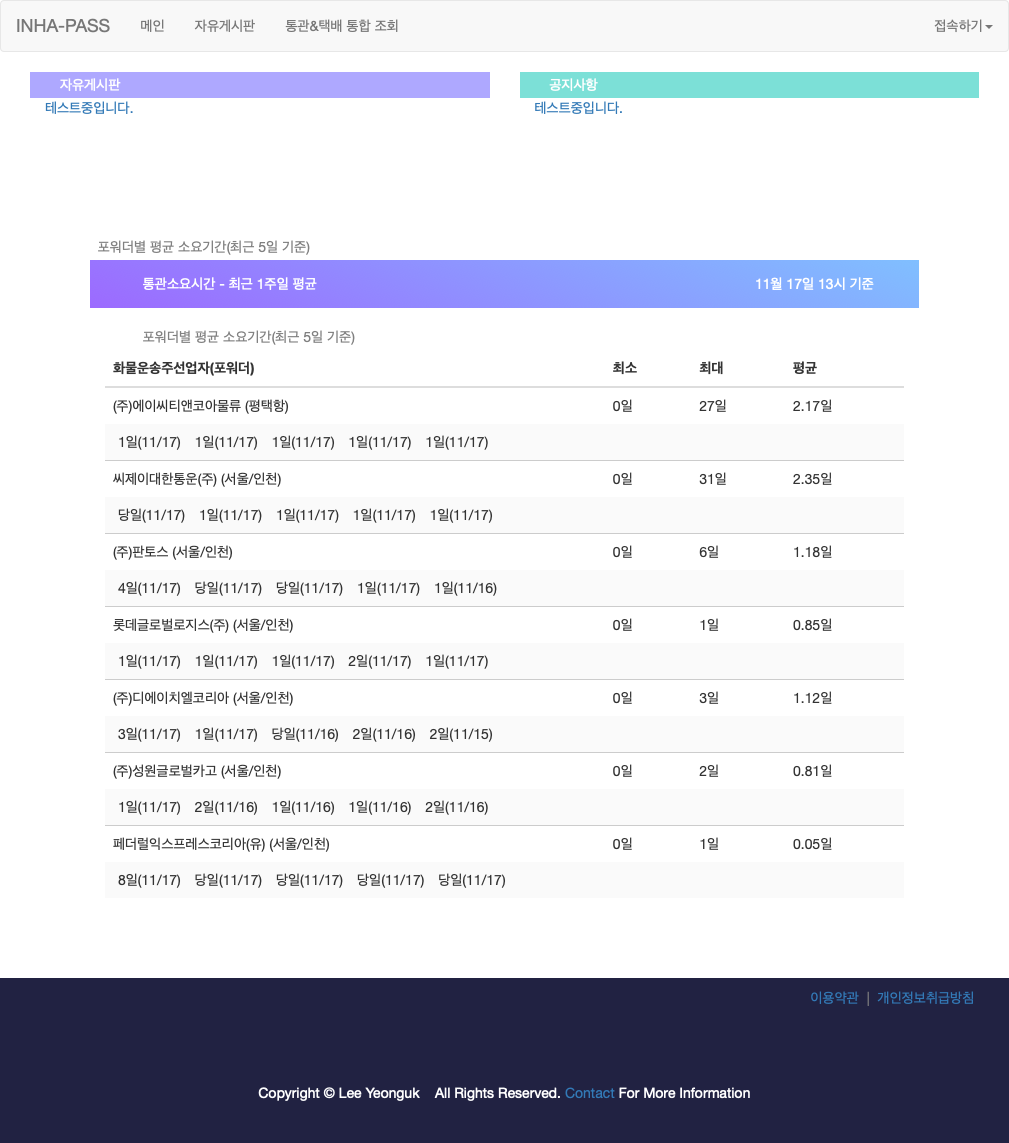 INHA-PASS 메인 자유게시판 통관&택배 통합 조회 접속하기
자유게시판 공지사항
테스트중입니다. 테스트중입니다.
포워더별 평균 소요기간(최근 5일 기준)
통관소요시간 - 최근 1주일 평균 11월 17일 13시 기준
포워더별 평균 소요기간(최근 5일 기준)
화물운송주선업자(포워더) 최소 최대 평균
(주)에이씨티앤코아물류 (평택항) 0일 27일 2.17일
1일(11/17) 1일(11/17) 1일(11/17) 1일(11/17) 1일(11/17)
씨제이대한통운(주) (서울/인천) 0일 31일 2.35일
당일(11/17) 1일(11/17) 1일(11/17) 1일(11/17) 1일(11/17)
(주)판토스 (서울/인천) 0일 6일 1.18일
4일(11/17) 당일(11/17) 당일(11/17) 1일(11/17) 1일(11/16)
롯데글로벌로지스(주) (서울/인천) 0일 1일 0.85일
1일(11/17) 1일(11/17) 1일(11/17) 2일(11/17) 1일(11/17)
(주)디에이치엘코리아 (서울/인천) 0일 3일 1.12일
3일(11/17) 1일(11/17) 당일(11/16) 2일(11/16) 2일(11/15)
(주)성원글로벌카고 (서울/인천) 0일 2일 0.81일
1일(11/17) 2일(11/16) 1일(11/16) 1일(11/16) 2일(11/16)
페더럴익스프레스코리아(유) (서울/인천) 0일 1일 0.05일
8일(11/17) 당일(11/17) 당일(11/17) 당일(11/17) 당일(11/17)
이용약관 | 개인정보취급방침
Copyright © Lee Yeonguk All Rights Reserved. Contact For More Information